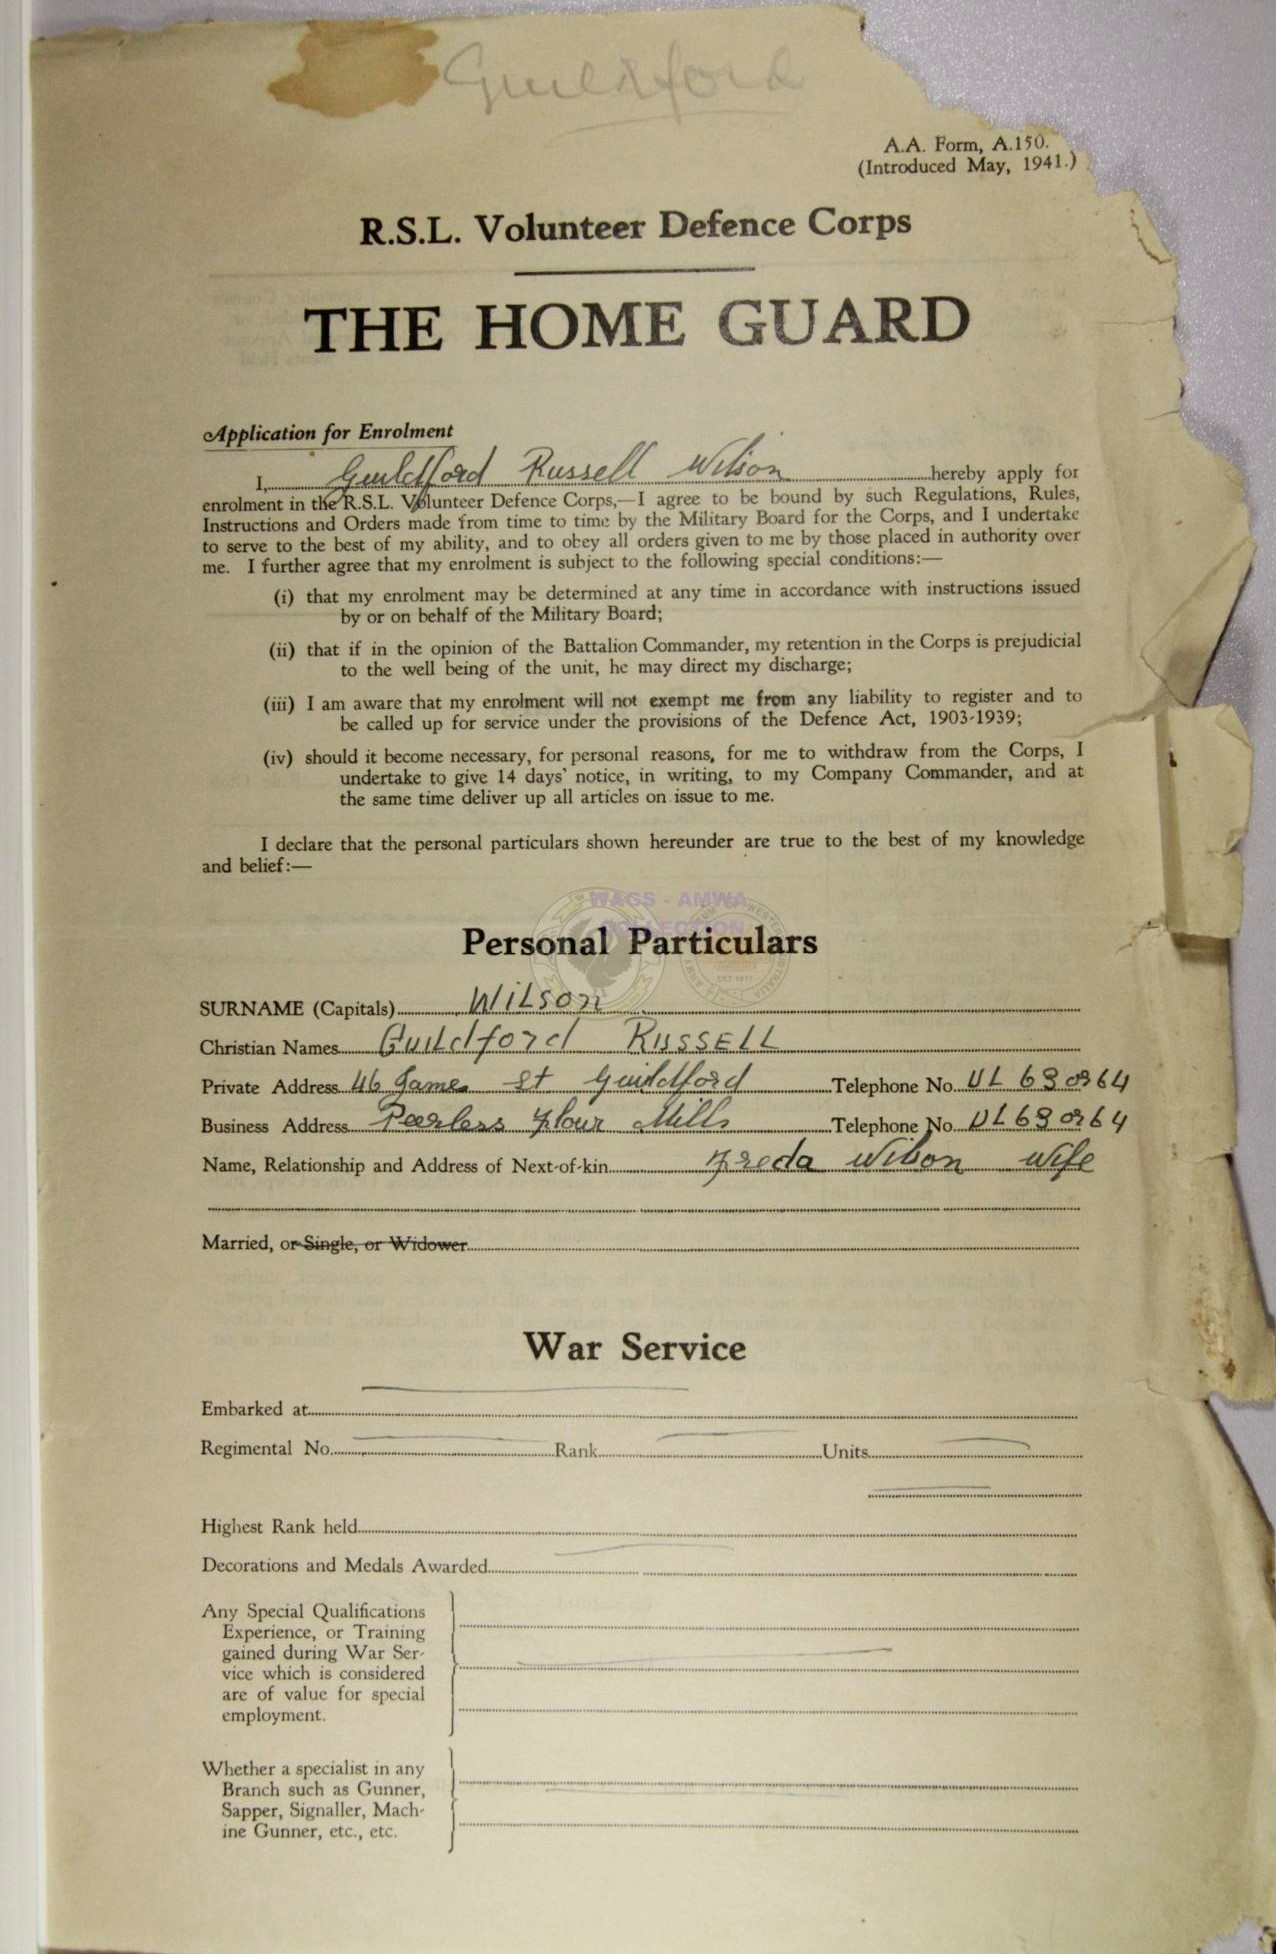 Guildford
A.A. Form, A.150.
(Introduced May, 1941.)
R.S.L. Volunteer Defence Corps
THE HOME GUARD
Application for Enrolment
I, Guildford Russell Wilson hereby apply for
enrolment in the R.S.L. Volunteer Defence Corps,—I agree to be bound by such Regulations, Rules,
Instructions and Orders made from time to time by the Military Board for the Corps, and I undertake
to serve to the best of my ability, and to obey all orders given to me by those placed in authority over
me. I further agree that my enrolment is subject to the following special conditions:—
(i) that my enrolment may be determined at any time in accordance with instructions issued
by or on behalf of the Military Board;
(ii) that if in the opinion of the Battalion Commander, my retention in the Corps is prejudicial
to the well being of the unit, he may direct my discharge;
(iii) I am aware that my enrolment will not exempt me from any liability to register and to
be called up for service under the provisions of the Defence Act, 1903-1939;
(iv) should it become necessary, for personal reasons, for me to withdraw from the Corps, I
undertake to give 14 days' notice, in writing, to my Company Commander, and at
the same time deliver up all articles on issue to me.
I declare that the personal particulars shown hereunder are true to the best of my knowledge
and belief:—
WAGS - AMWA
COLLECTION
Personal Particulars
SURNAME (Capitals) WILSON
Christian Names GUILdford RUSSELL
Private Address 46 James St Guildford Telephone No. UL
Business Address Peerless Flour Mills Telephone No. UL
Name, Relationship and Address of Next-of-kin Freda Wilson Wife
Married, or Single, or Widower
War Service
Embarked at
Regimental No. Rank Units
Highest Rank held
Decorations and Medals Awarded
Any Special Qualifications
Experience, or Training
gained during War Ser-
vice which is considered
are of value for special
employment.
Whether a specialist in any
Branch such as Gunner,
Sapper, Signaller, Mach-
ine Gunner, etc., etc.